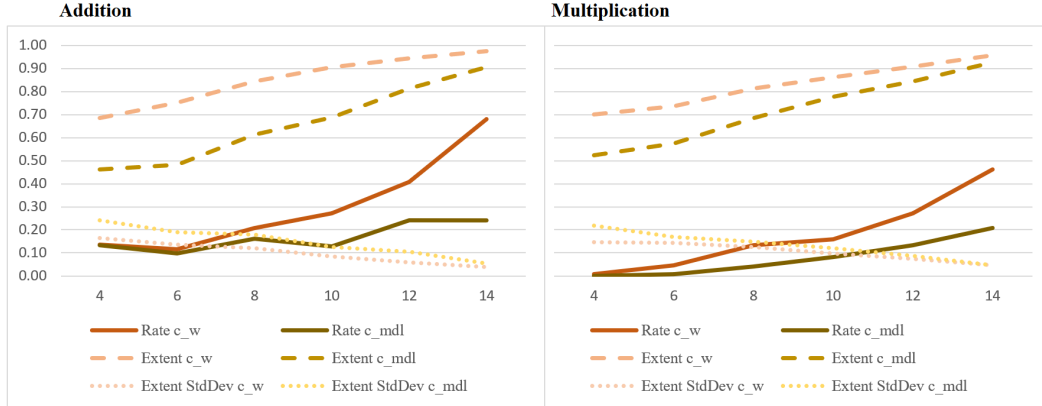 Addition
Multiplication
1.00
0.90
0.80
0.70
0.60
0.50
0.40
0.30
0.20
0.10
0.00
4 6 8 10 12 14
4 6 8 10 12 14
Rate c_w Rate c_mdl
Extent c_w Extent c_mdl
Extent StdDev c_w Extent StdDev c_mdl
Rate c_w Rate c_mdl
Extent c_w Extent c_mdl
Extent StdDev c_w Extent StdDev c_mdl